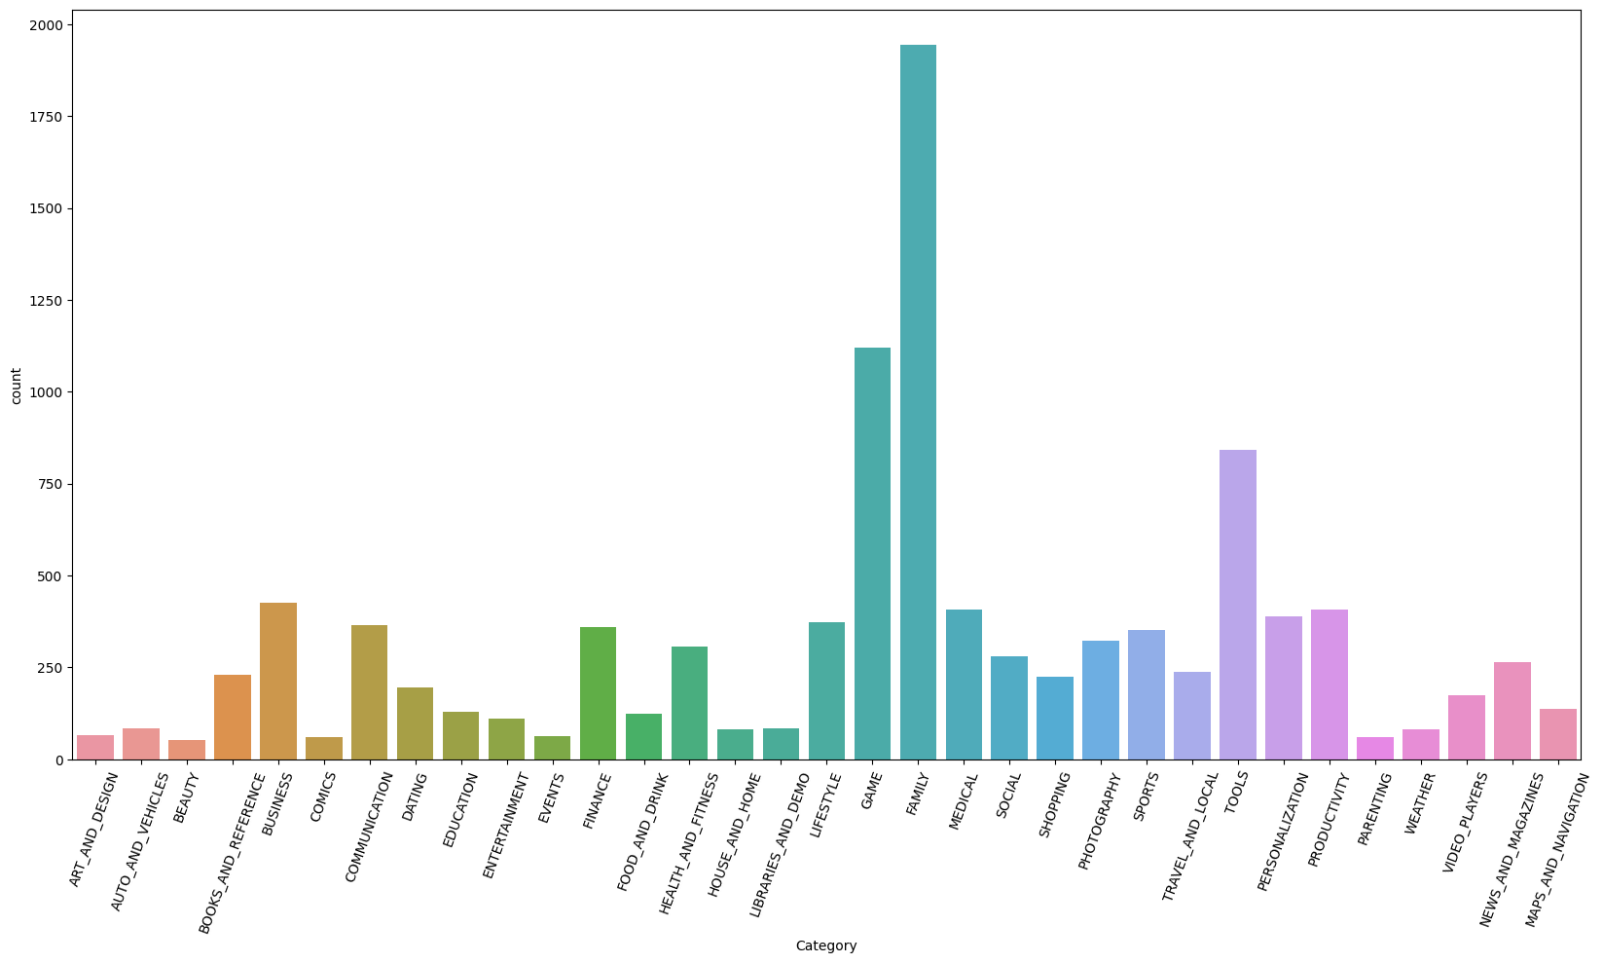 2000
1750
1500
1250
1000
750
500
250
0
count
ART_AND_DESIGN
AUTO_AND_VEHICLES
BEAUTY
BOOKS_AND_REFERENCE
BUSINESS
COMICS
COMMUNICATION
DATING
EDUCATION
ENTERTAINMENT
EVENTS
FINANCE
FOOD_AND_DRINK
HEALTH_AND_FITNESS
HOUSE_AND_HOME
LIBRARIES_AND_DEMO
LIFESTYLE
GAME
FAMILY
MEDICAL
SOCIAL
SHOPPING
PHOTOGRAPHY
SPORTS
TRAVEL_AND_LOCAL
TOOLS
PERSONALIZATION
PRODUCTIVITY
PARENTING
WEATHER
VIDEO_PLAYERS
NEWS_AND_MAGAZINES
MAPS_AND_NAVIGATION
Category